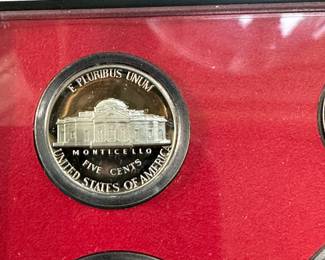 E PLURIBUS UNUM
MONTICELLO
FIVE CENTS
UNITED STATES OF AMERICA